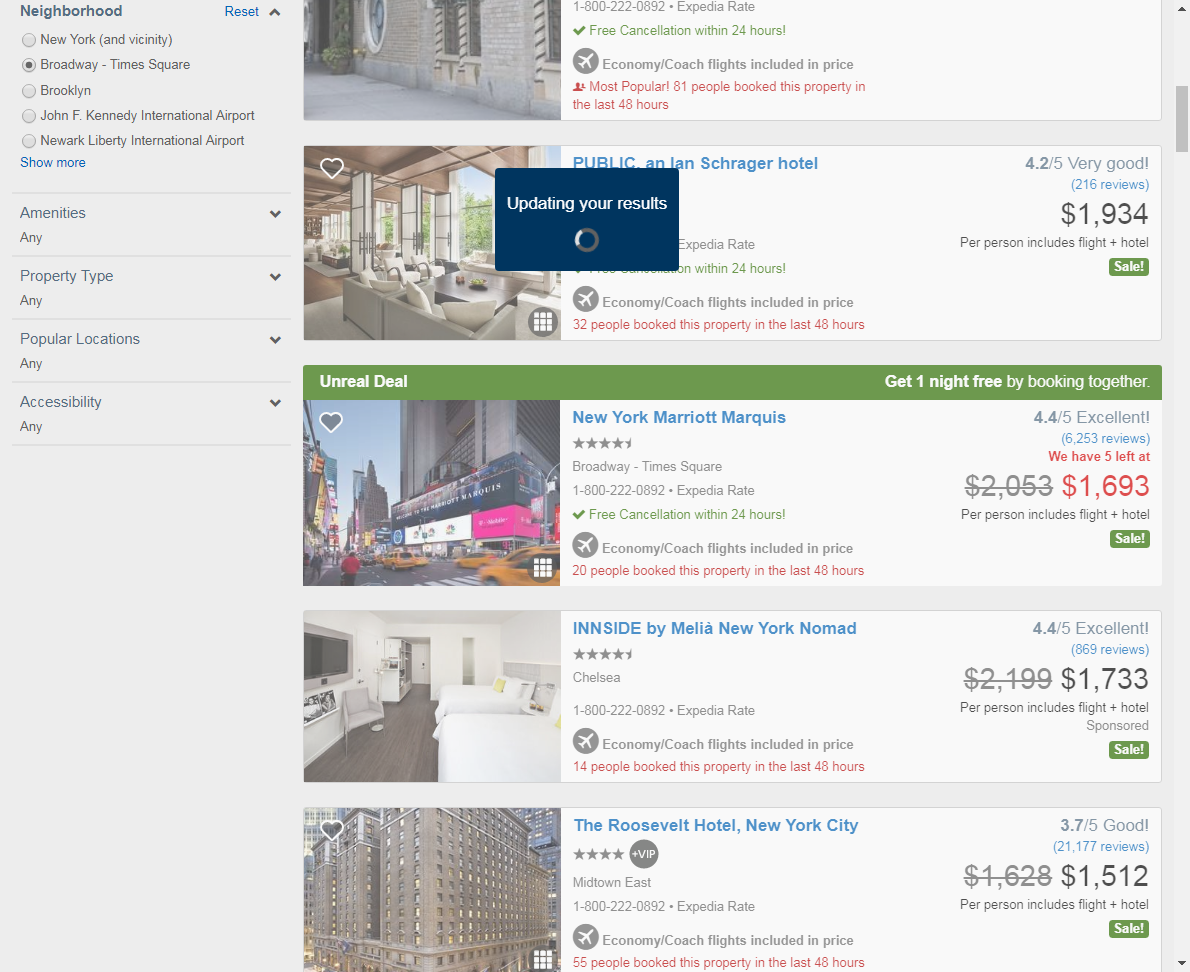 Neighborhood
Reset
New York (and vicinity)
Broadway - Times Square
Brooklyn
John F. Kennedy International Airport
Newark Liberty International Airport
Show more
Amenities
Any
Property Type
Any
Popular Locations
Any
Accessibility
Any
1-800-222-0892 • Expedia Rate
Free Cancellation within 24 hours!
Economy/Coach flights included in price
Most Popular! 81 people booked this property in
the last 48 hours
PUBLIC, an Ian Schrager hotel
4.2/5 Very good!
(216 reviews)
$1,934
Per person includes flight + hotel
Sale!
Updating your results
Expedia Rate
Free Cancellation within 24 hours!
Economy/Coach flights included in price
32 people booked this property in the last 48 hours
Unreal Deal
Get 1 night free by booking together.
New York Marriott Marquis
4.4/5 Excellent!
(6,253 reviews)
We have 5 left at
$2,053 $1,693
Per person includes flight + hotel
Sale!
Broadway - Times Square
1-800-222-0892 • Expedia Rate
Free Cancellation within 24 hours!
Economy/Coach flights included in price
20 people booked this property in the last 48 hours
WELCOME TO THE MARRIOTT MARQUIS
T-Mobile
INNSIDE by Melià New York Nomad
4.4/5 Excellent!
(869 reviews)
$2,199 $1,733
Per person includes flight + hotel
Sponsored
Sale!
Chelsea
1-800-222-0892 • Expedia Rate
Economy/Coach flights included in price
14 people booked this property in the last 48 hours
The Roosevelt Hotel, New York City
3.7/5 Good!
(21,177 reviews)
$1,628 $1,512
Per person includes flight + hotel
Sale!
+VIP
Midtown East
1-800-222-0892 • Expedia Rate
Economy/Coach flights included in price
55 people booked this property in the last 48 hours